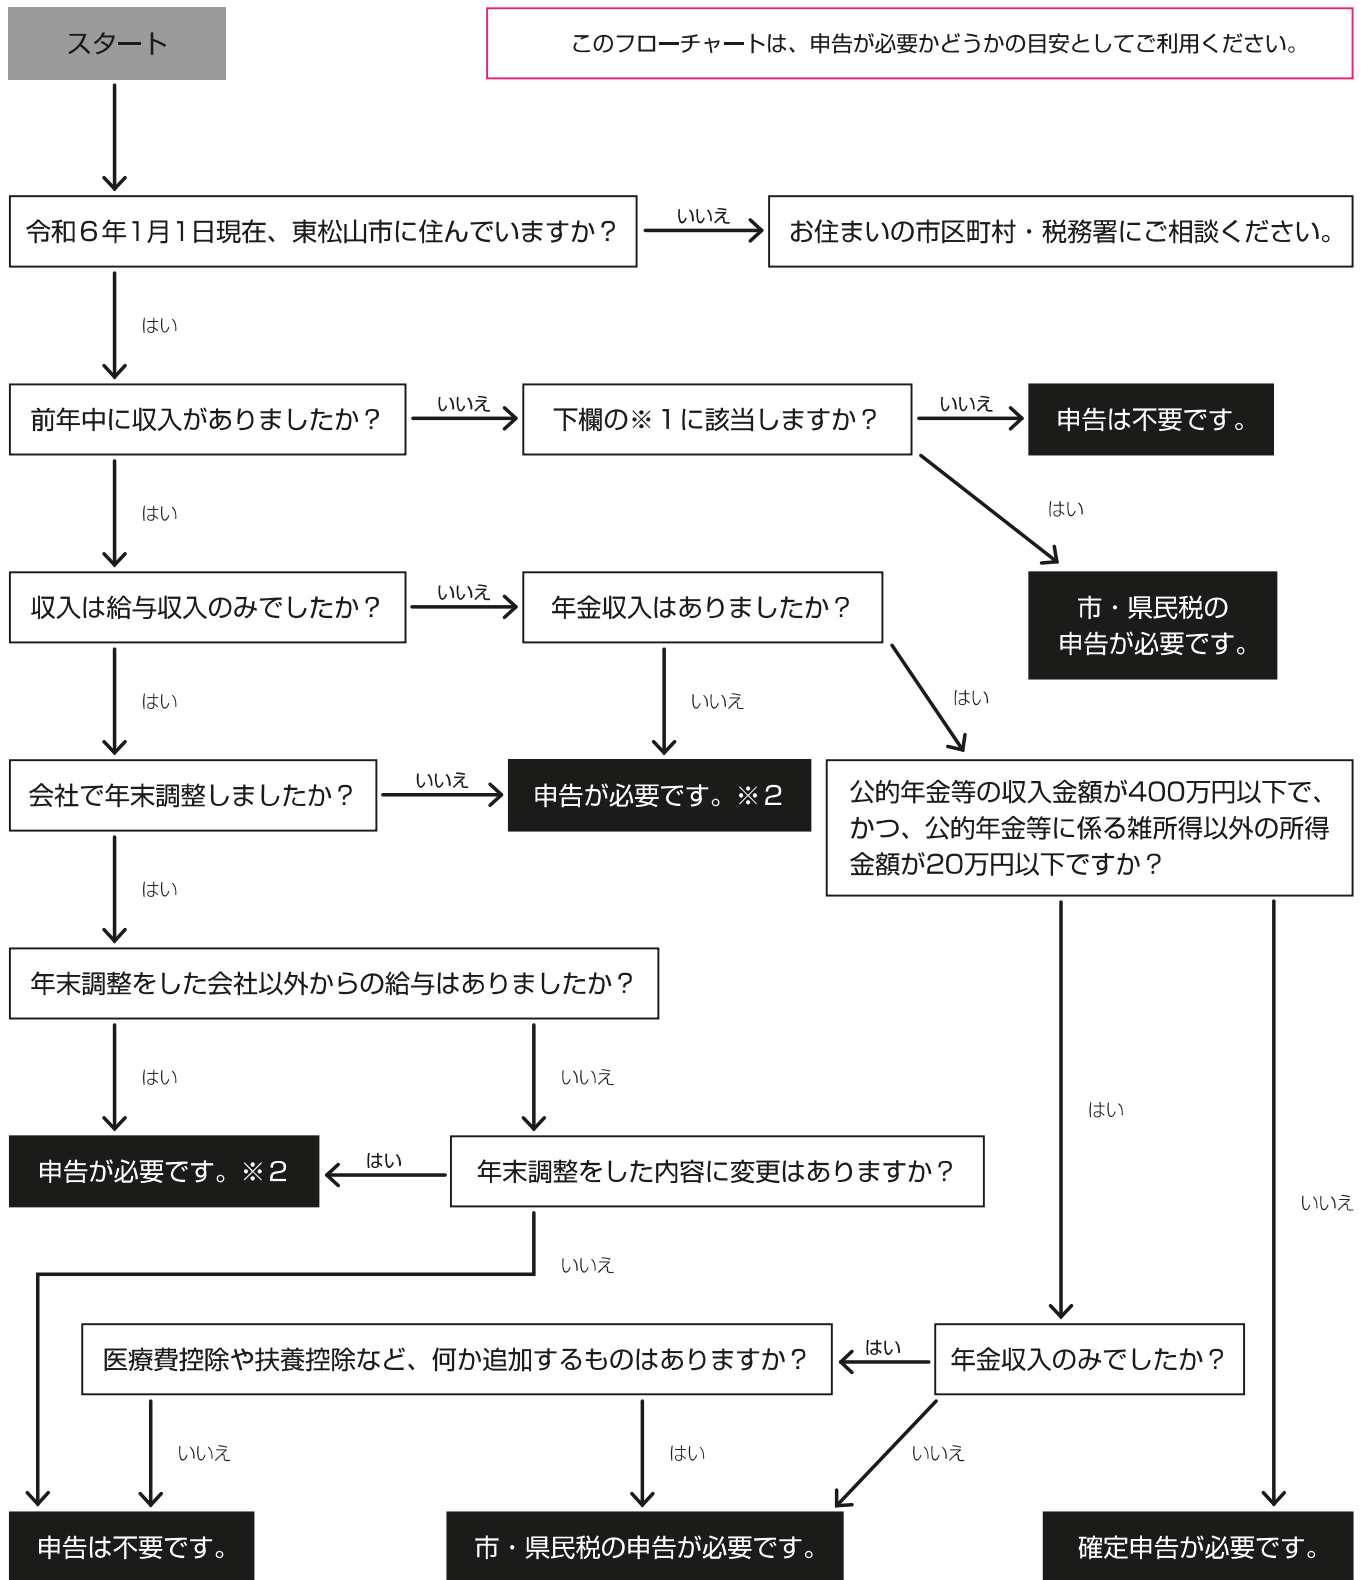 スタート
このフローチャートは、申告が必要かどうかの目安としてご利用ください。
令和６年1月1日現在、東松山市に住んでいますか？
いいえ
お住まいの市区町村・税務署にご相談ください。
はい
前年中に収入がありましたか？
いいえ
下欄の※１に該当しますか？
いいえ
申告は不要です。
はい
はい
収入は給与収入のみでしたか？
いいえ
年金収入はありましたか？
市・県民税の
申告が必要です。
はい
いいえ
はい
会社で年末調整しましたか？
いいえ
申告が必要です。※２
公的年金等の収入金額が400万円以下で、
かつ、公的年金等に係る雑所得以外の所得
金額が20万円以下ですか？
はい
年末調整をした会社以外からの給与はありましたか？
はい
いいえ
はい
いいえ
申告が必要です。※２
はい
年末調整をした内容に変更はありますか？
いいえ
医療費控除や扶養控除など、何か追加するものはありますか？
はい
年金収入のみでしたか？
いいえ
はい
いいえ
申告は不要です。
市・県民税の申告が必要です。
確定申告が必要です。